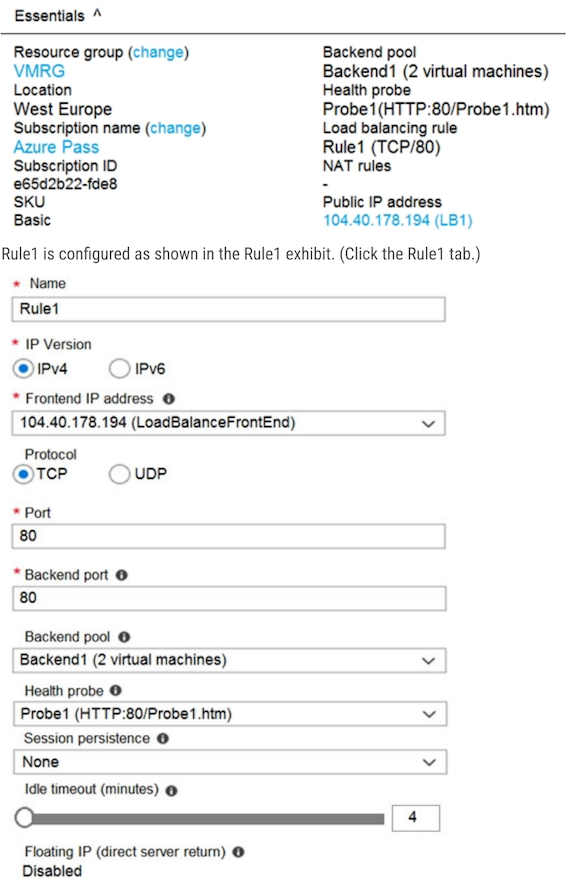 Essentials ^
Resource group (change)
VMRG
Location
West Europe
Subscription name (change)
Azure Pass
Subscription ID
e65d2b22-fde8
SKU
Basic
Backend pool
Backend1 (2 virtual machines)
Health probe
Probe1(HTTP:80/Probe1.htm)
Load balancing rule
Rule1 (TCP/80)
NAT rules
-
Public IP address
104.40.178.194 (LB1)
Rule1 is configured as shown in the Rule1 exhibit. (Click the Rule1 tab.)
* Name
Rule1
* IP Version
IPv4 IPv6
* Frontend IP address
104.40.178.194 (LoadBalanceFrontEnd)
Protocol
TCP UDP
* Port
80
* Backend port
80
Backend pool
Backend1 (2 virtual machines)
Health probe
Probe1 (HTTP:80/Probe1.htm)
Session persistence
None
Idle timeout (minutes)
4
Floating IP (direct server return)
Disabled